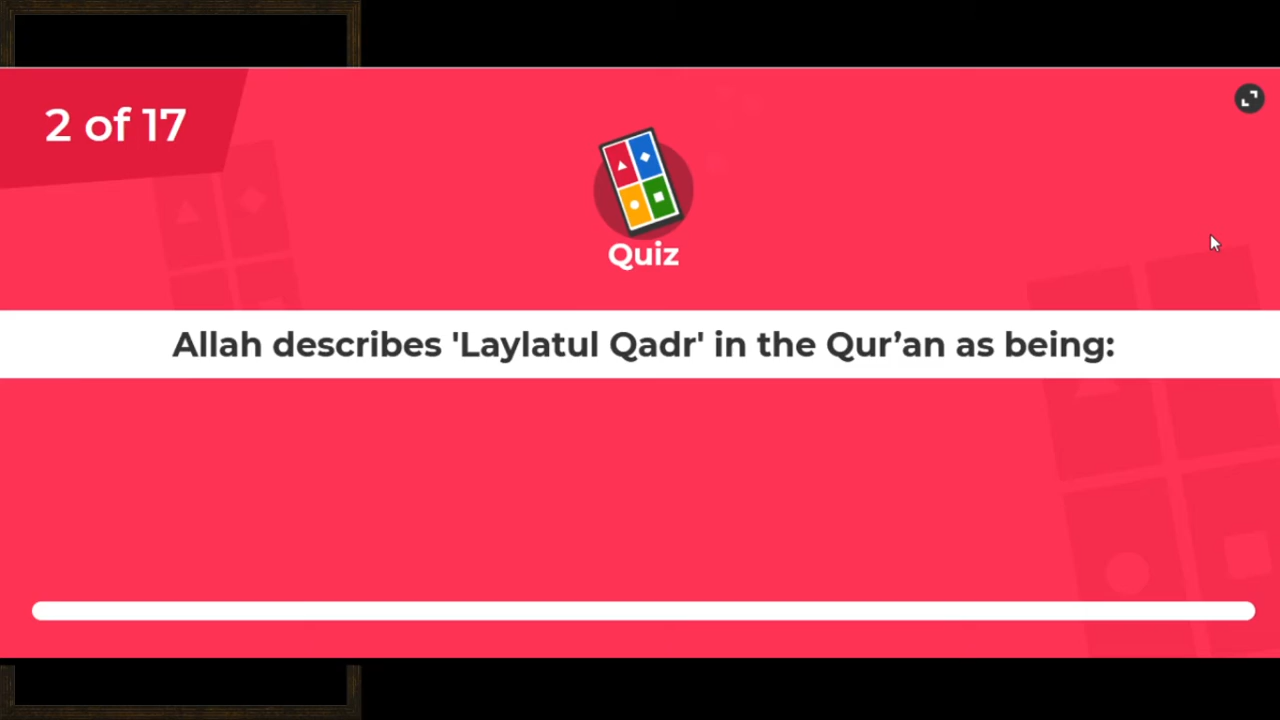 2 of 17
Quiz
Allah describes 'Laylatul Qadr' in the Qur’an as being: